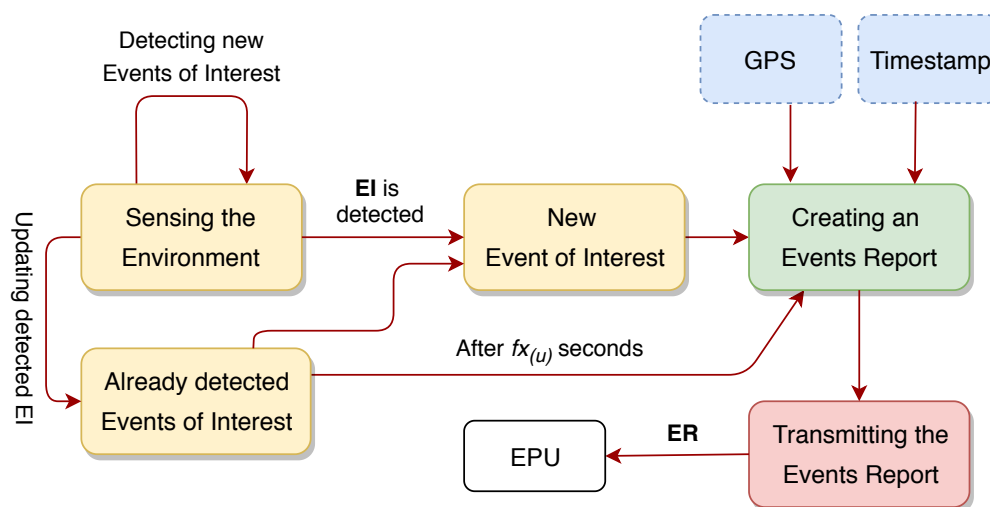 Detecting new
Events of Interest
GPS
Timestamp
Sensing the
Environment
EI is
detected
New
Event of Interest
Creating an
Events Report
Updating detected EI
Already detected
Events of Interest
After fx(u) seconds
EPU
ER
Transmitting the
Events Report